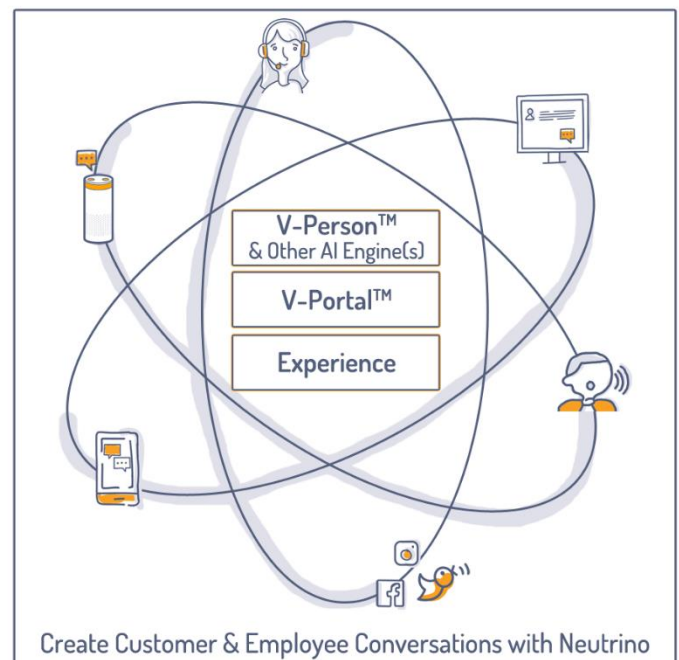 V-Person™
& Other AI Engine(s)
V-Portal™
Experience
Create Customer & Employee Conversations with Neutrino